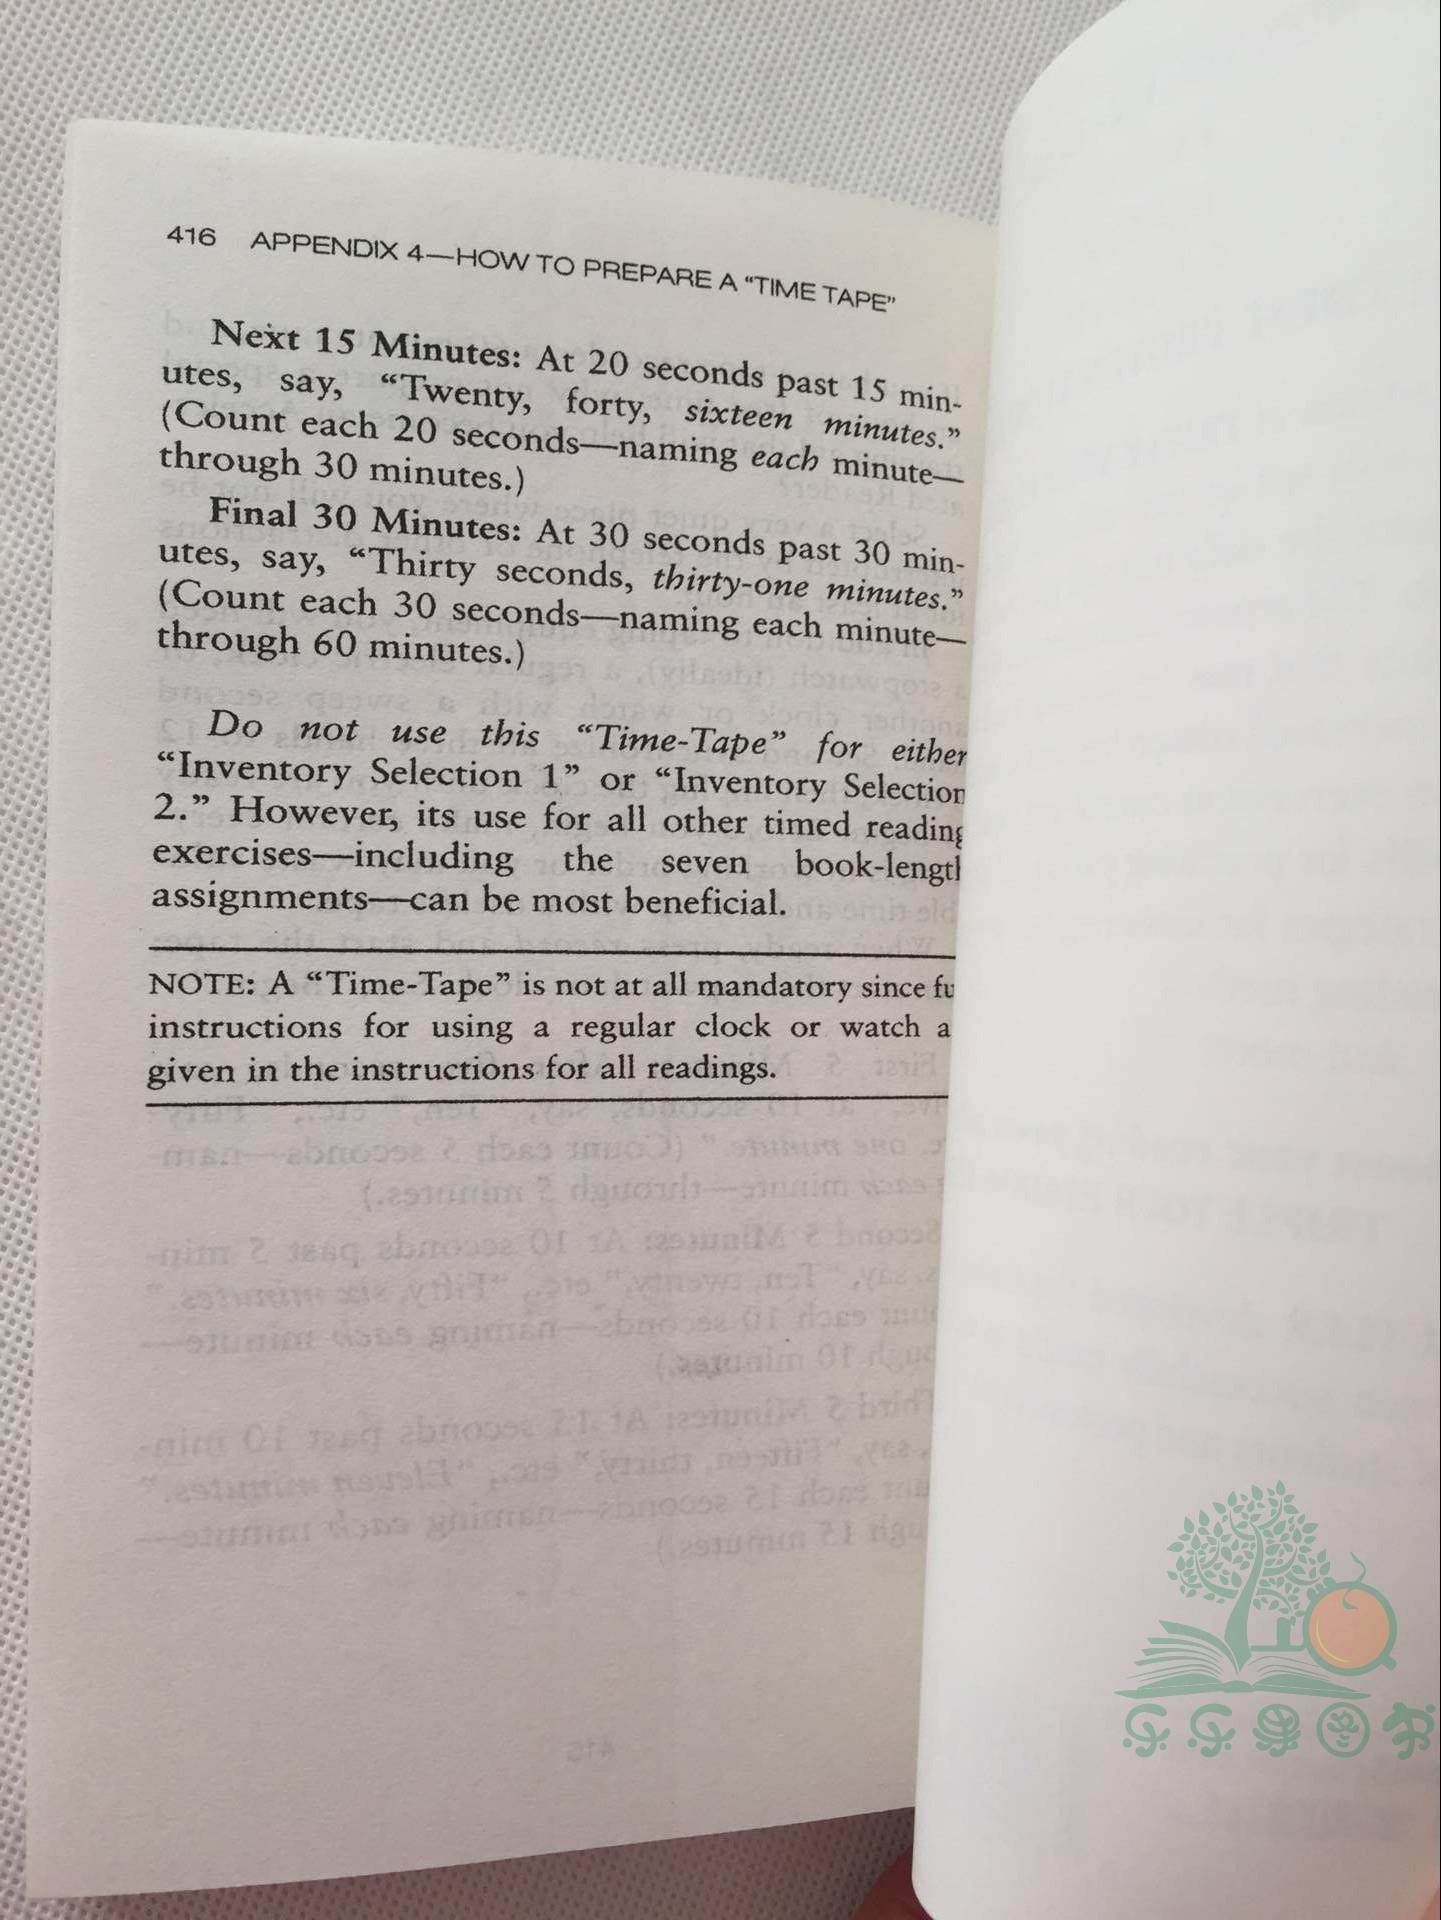 416 APPENDIX 4—HOW TO PREPARE A “TIME TAPE”
Next 15 Minutes: At 20 seconds past 15 min-
utes, say, “Twenty, forty, sixteen minutes.”
(Count each 20 seconds—naming each minute—
through 30 minutes.)
Final 30 Minutes: At 30 seconds past 30 min-
utes, say, “Thirty seconds, thirty-one minutes.”
(Count each 30 seconds—naming each minute—
through 60 minutes.)
Do not use this “Time-Tape” for either
“Inventory Selection 1” or “Inventory Selection
2.” However, its use for all other timed reading
exercises—including the seven book-length
assignments—can be most beneficial.
NOTE: A “Time-Tape” is not at all mandatory since
instructions for using a regular clock or watch
given in the instructions for all readings.
乐乐果图书